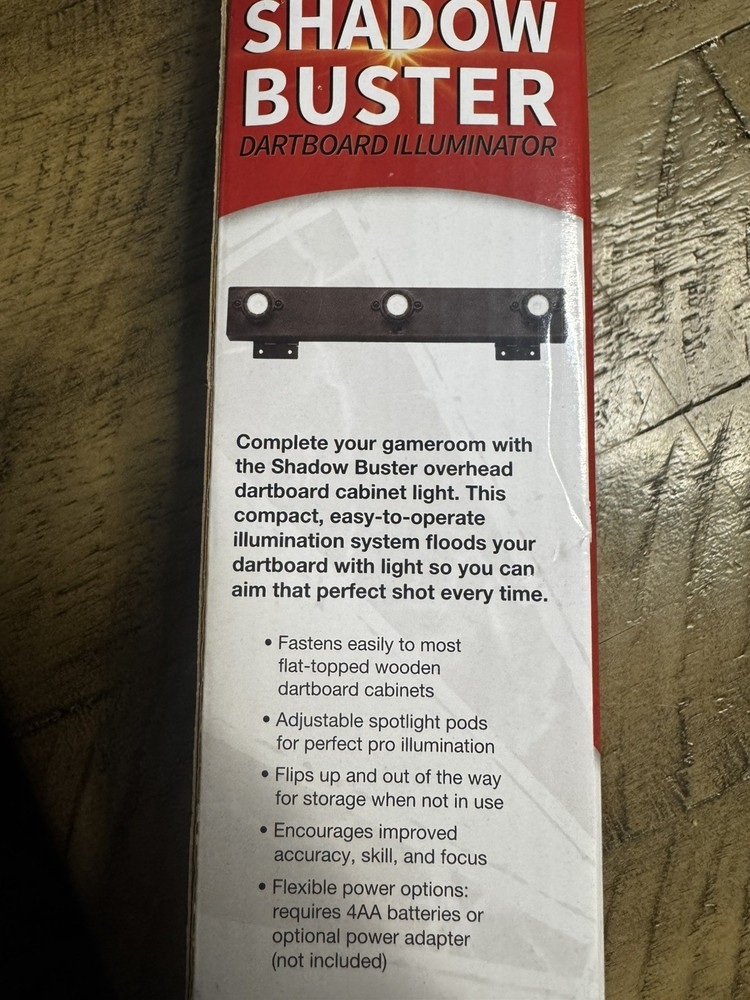 SHADOW
BUSTER
DARTBOARD ILLUMINATOR
Complete your gameroom with
the Shadow Buster overhead
dartboard cabinet light. This
compact, easy-to-operate
illumination system floods your
dartboard with light so you can
aim that perfect shot every time.
• Fastens easily to most
flat-topped wooden
dartboard cabinets
• Adjustable spotlight pods
for perfect pro illumination
• Flips up and out of the way
for storage when not in use
• Encourages improved
accuracy, skill, and focus
• Flexible power options:
requires 4AA batteries or
optional power adapter
(not included)